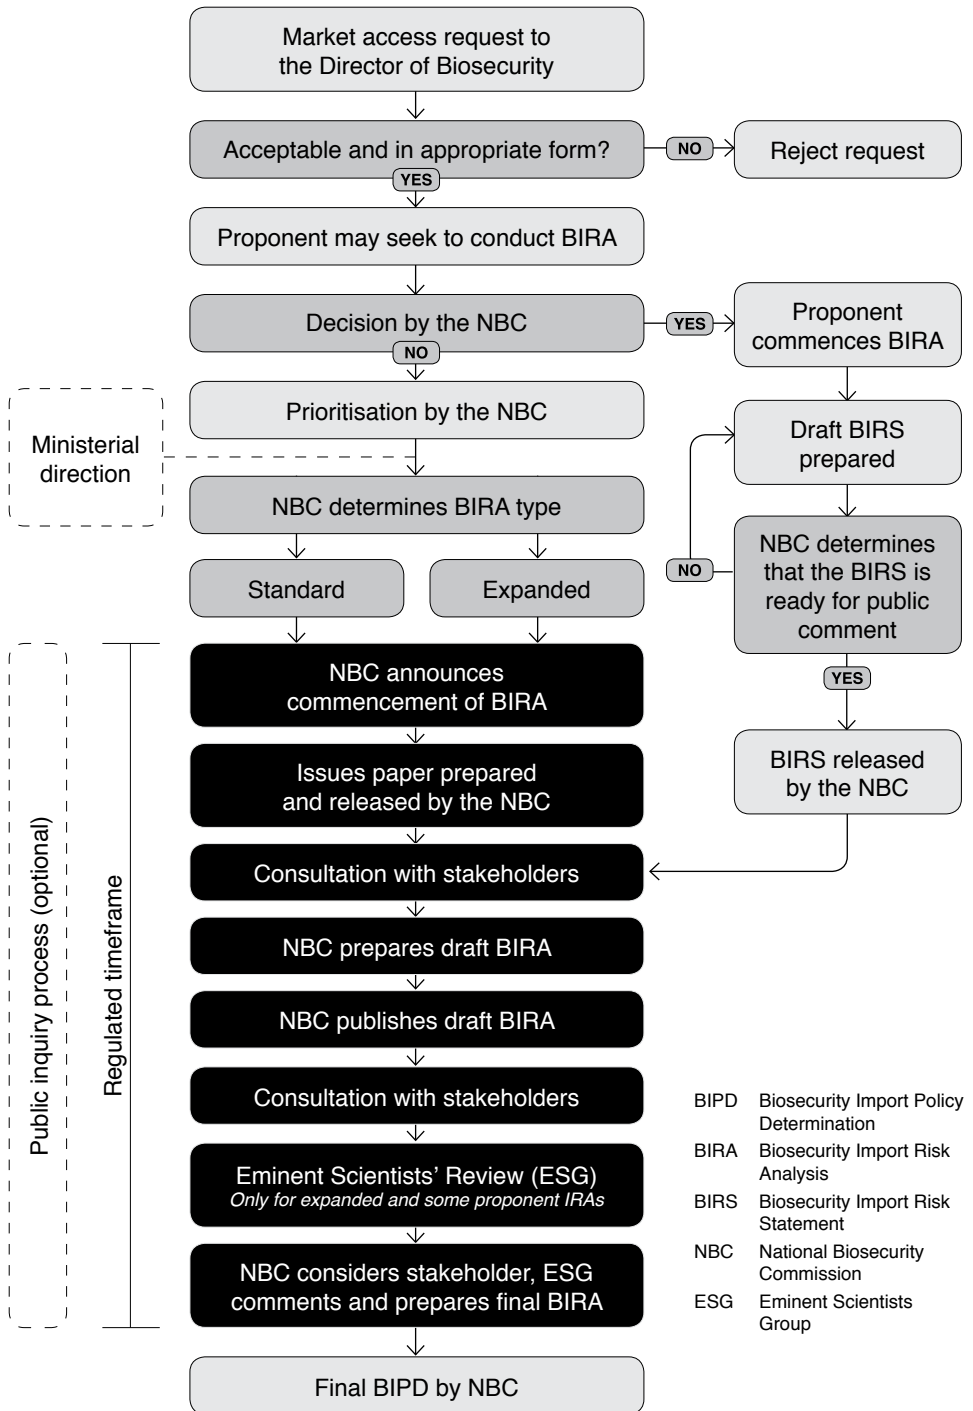 Market access request to
the Director of Biosecurity
Acceptable and in appropriate form?
NO
Reject request
YES
Proponent may seek to conduct BIRA
Decision by the NBC
YES
Proponent
commences BIRA
NO
Prioritisation by the NBC
Ministerial
direction
Draft BIRS
prepared
NBC determines BIRA type
NBC determines
that the BIRS is
ready for public
comment
NO
YES
Standard
Expanded
BIRS released
by the NBC
Public inquiry process (optional)
Regulated timeframe
NBC announces
commencement of BIRA
Issues paper prepared
and released by the NBC
Consultation with stakeholders
NBC prepares draft BIRA
NBC publishes draft BIRA
Consultation with stakeholders
Eminent Scientists’ Review (ESG)
Only for expanded and some proponent IRAs
NBC considers stakeholder, ESG
comments and prepares final BIRA
Final BIPD by NBC
BIPD Biosecurity Import Policy
Determination
BIRA Biosecurity Import Risk
Analysis
BIRS Biosecurity Import Risk
Statement
NBC National Biosecurity
Commission
ESG Eminent Scientists
Group